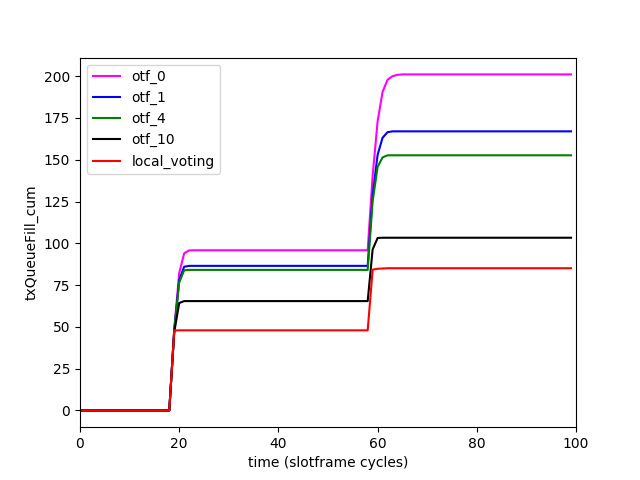 otf_0
otf_1
otf_4
otf_10
local_voting
200
175
150
125
100
75
50
25
0
txQueueFill_cum
0 20 40 60 80 100
time (slotframe cycles)